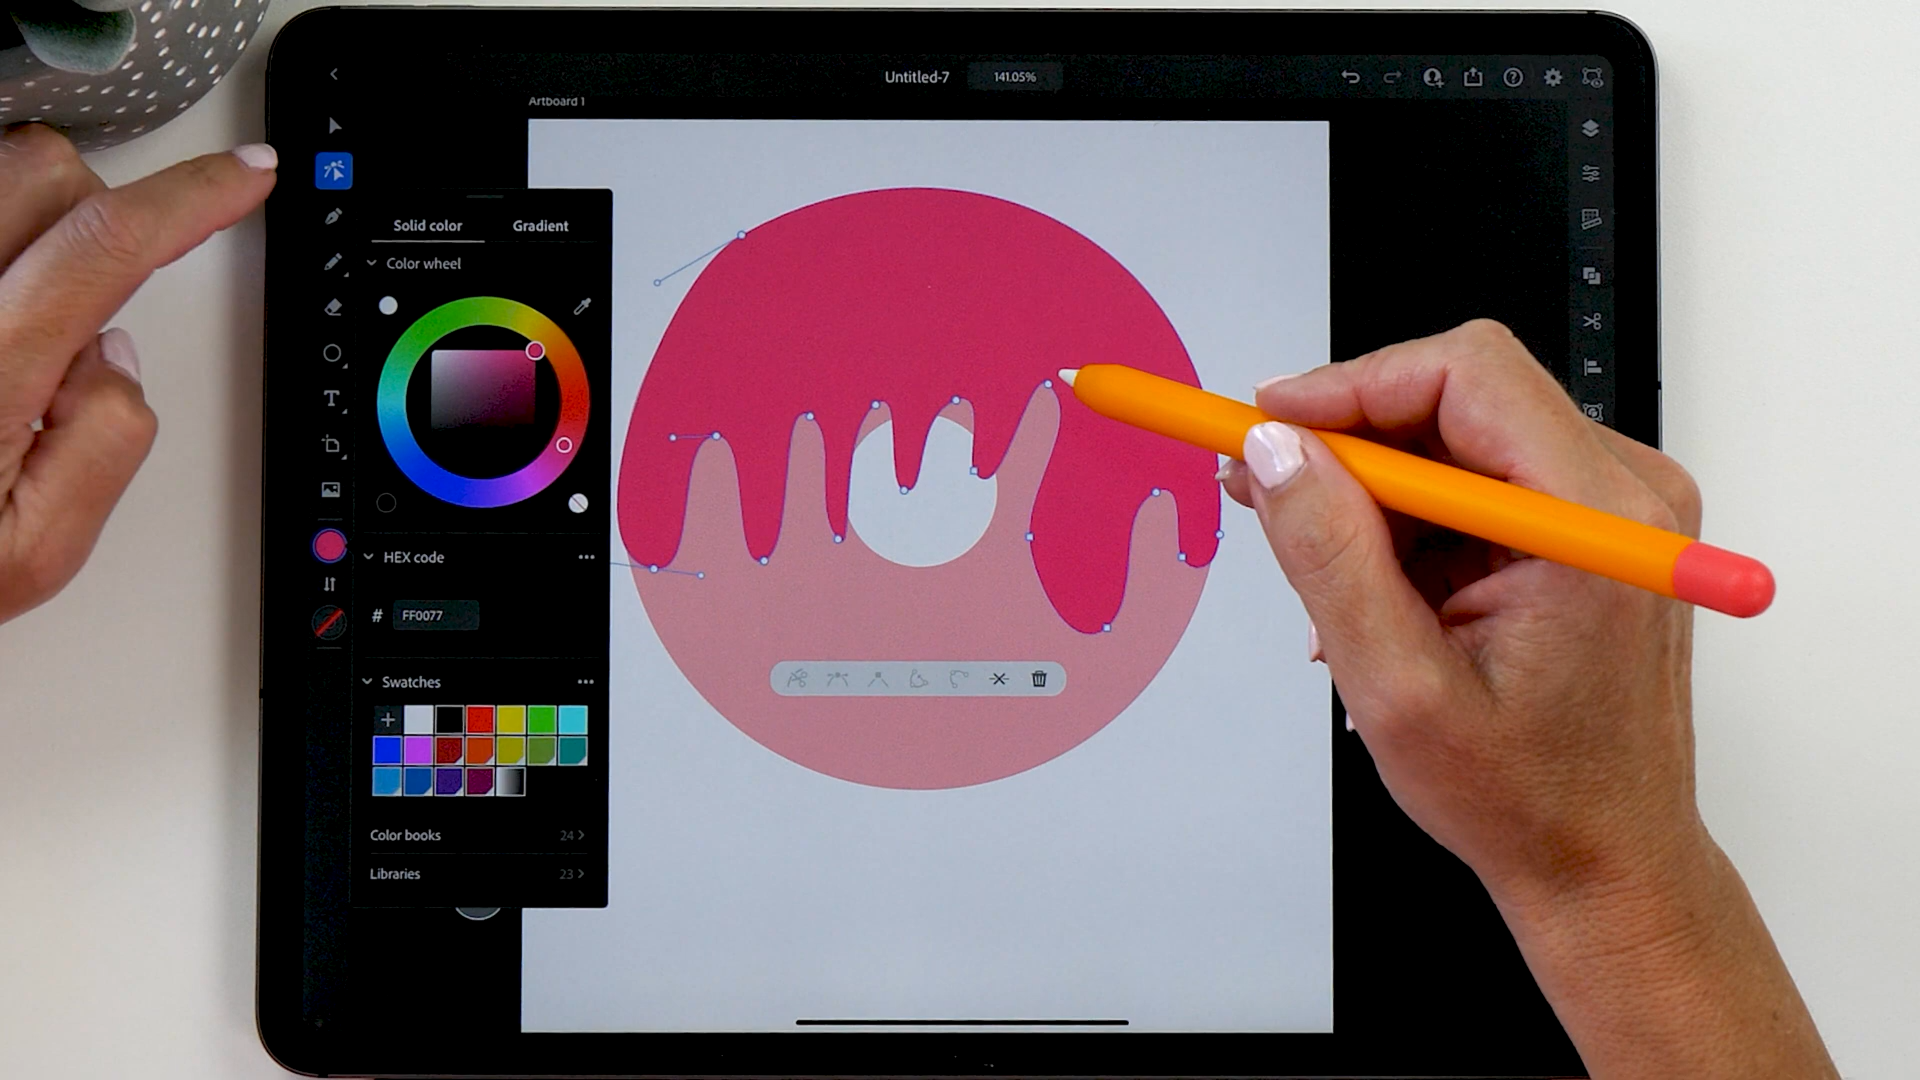 Untitled-7
141.05%
Artboard 1
Solid color
Gradient
Color wheel
HEX code
# FF0077
Swatches
Color books
24
Libraries
23